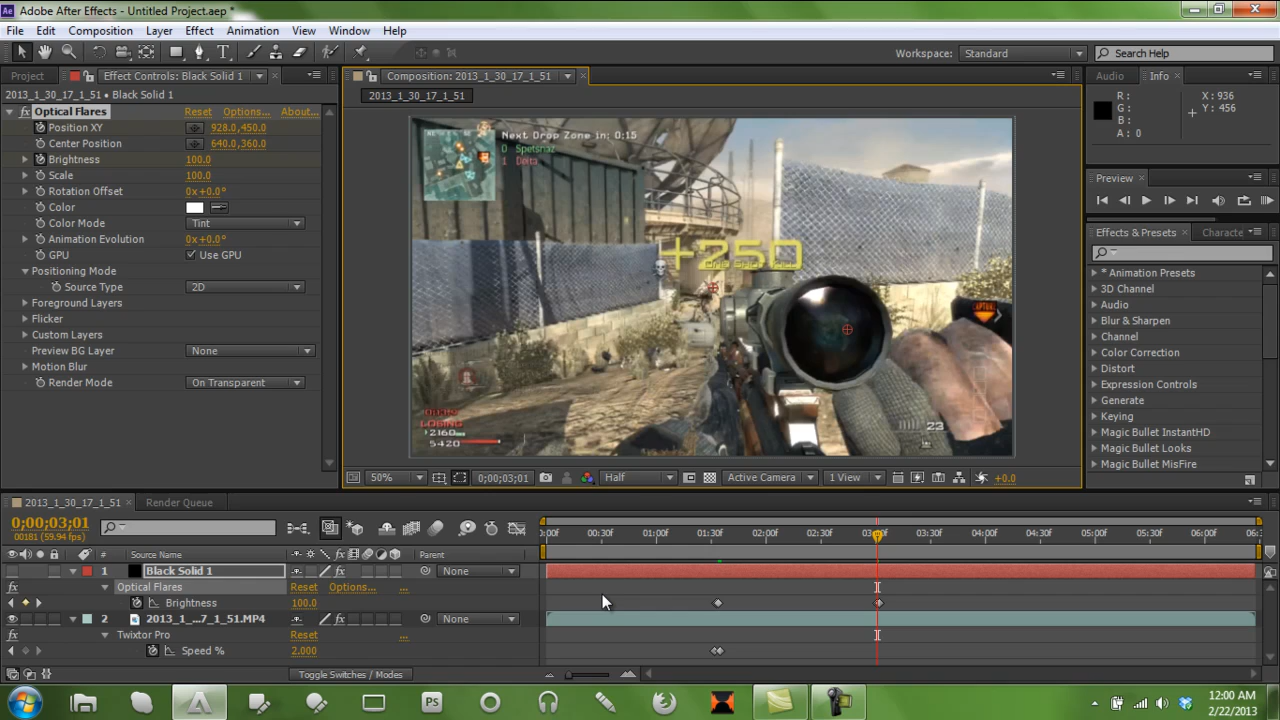 Adobe After Effects - Untitled Project.aep *
File Edit Composition Layer Effect Animation View Window Help
Workspace: Standard Search Help
Project Effect Controls: Black Solid 1 Composition: 2013_1_30_17_1_51 Audio Info
2013_1_30_17_1_51 • Black Solid 1
2013_1_30_17_1_51
R: X: 936
G: Y: 456
B:
A: 0
Optical Flares Reset Options... About...
Position XY 928.0,450.0
Center Position 640.0,360.0
Brightness 100.0
Scale 100.0
Rotation Offset 0x+0.0°
Color
Color Mode Tint
Animation Evolution 0x+0.0°
GPU Use GPU
Positioning Mode
Source Type 2D
Foreground Layers
Flicker
Custom Layers
Preview BG Layer None
Motion Blur
Render Mode On Transparent
Next Drop Zone in: 0:15
0 Spetsnaz
1 Delta
+250
LOSING
5420
23
Preview
Effects & Presets Characte
* Animation Presets
3D Channel
Audio
Blur & Sharpen
Channel
Color Correction
Distort
Expression Controls
Generate
Keying
Magic Bullet InstantHD
Magic Bullet Looks
Magic Bullet MisFire
50% 0;00;03;01 Half Active Camera 1 View +0.0
2013_1_30_17_1_51 Render Queue
0;00;03;01
00181 (59.94 fps)
:00f 00:30f 01:00f 01:30f 02:00f 02:30f 03:00f 03:30f 04:00f 04:30f 05:00f 05:30f 06:00f 06:3
# Source Name Parent
1 Black Solid 1 None
Optical Flares Reset Options... ...
Brightness 100.0
2 2013_1_...7_1_51.MP4 None
Twixtor Pro Reset ...
Speed % 2.000
Toggle Switches / Modes
Ps
12:00 AM
2/22/2013